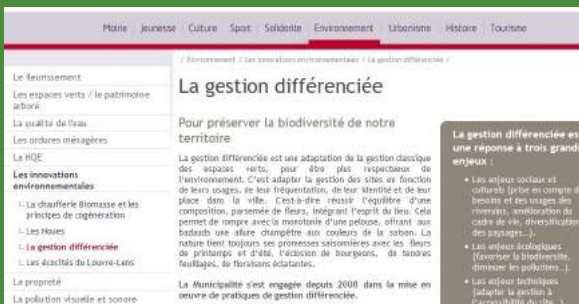 Mairie Jeunesse Culture Sport Solidarité Environnement Urbanisme Histoire Tourisme
/ Environnement / Les innovations environnementales / La gestion différenciée /
Le fleurissement
Les espaces verts / le patrimoine
arboré
La qualité de l'eau
Les ordures ménagères
La HQE
Les innovations
environnementales
La chaufferie Biomasse et les
principes de cogénération
Les Noues
La gestion différenciée
Les écocités du Louvre-Lens
La propreté
La pollution visuelle et sonore
La gestion différenciée
Pour préserver la biodiversité de notre
territoire
La gestion différenciée est une adaptation de la gestion classique
des espaces verts, pour être plus respectueux de
l'environnement. C'est adapter la gestion des sites en fonction
de leurs usages, de leur fréquentation, de leur identité et de leur
place dans la ville. C'est-à-dire réussir l'équilibre d'une
composition, parsemée de fleurs, intégrant l'esprit du lieu. Cela
permet de rompre avec la monotonie d'une pelouse, offrant aux
badauds une allure champêtre aux couleurs de la saison. La
nature tient toujours ses promesses saisonnières avec les fleurs
de printemps et d'été, l'éclosion de bourgeons, de tendres
feuillages, de floraisons éclatantes.
La Municipalité s'est engagée depuis 2008 dans la mise en
oeuvre de pratiques de gestion différenciée.
La gestion différenciée es
une réponse à trois grands
enjeux :
Les enjeux sociaux et
culturels (prise en compte d
besoins et des usages des
riverains, amélioration du
cadre de vie, diversification
des paysages...).
Les enjeux écologiques
(favoriser la biodiversité,
diminuer les pollutions...).
Les enjeux techniques
(adapter la gestion à
l'accessibilité du site